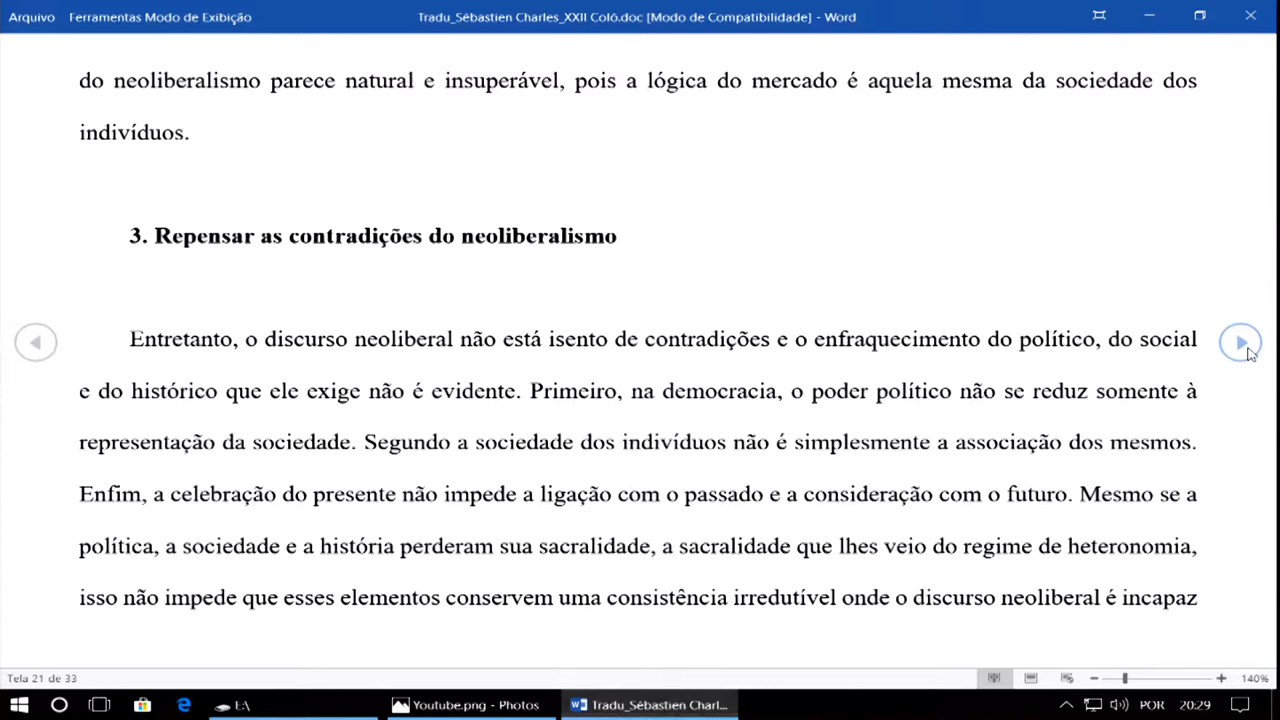 Arquivo Ferramentas Modo de Exibição Tradu_Sébastien Charles_XXII Coló.doc [Modo de Compatibilidade] - Word
do neoliberalismo parece natural e insuperável, pois a lógica do mercado é aquela mesma da sociedade dos
indivíduos.
3. Repensar as contradições do neoliberalismo
Entretanto, o discurso neoliberal não está isento de contradições e o enfraquecimento do político, do social
e do histórico que ele exige não é evidente. Primeiro, na democracia, o poder político não se reduz somente à
representação da sociedade. Segundo a sociedade dos indivíduos não é simplesmente a associação dos mesmos.
Enfim, a celebração do presente não impede a ligação com o passado e a consideração com o futuro. Mesmo se a
política, a sociedade e a história perderam sua sacralidade, a sacralidade que lhes veio do regime de heteronomia,
isso não impede que esses elementos conservem uma consistência irredutível onde o discurso neoliberal é incapaz
Tela 21 de 33 140%
E:\ Youtube.png - Photos Tradu_Sébastien Charl... POR 20:29